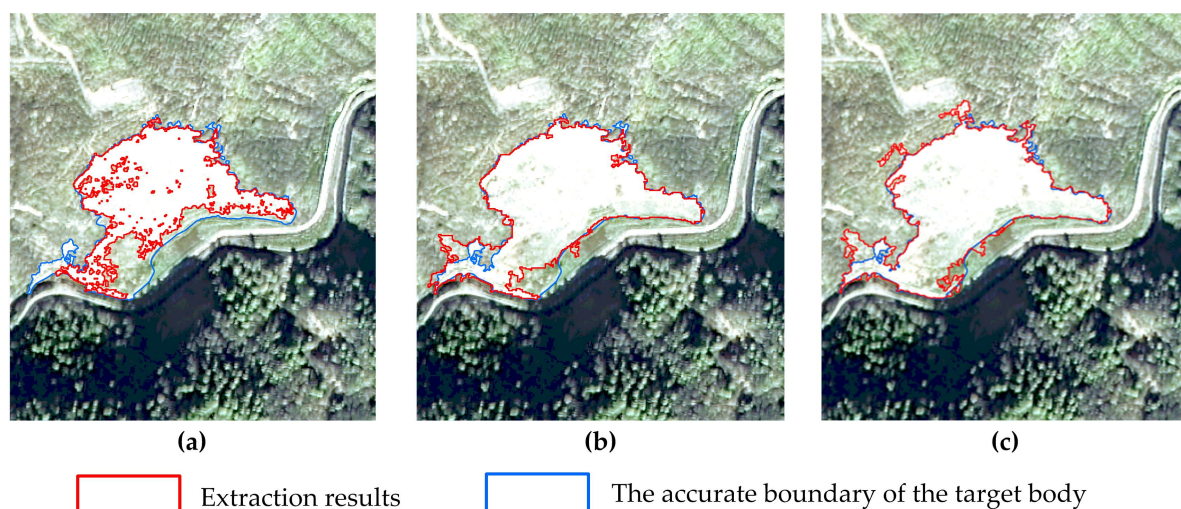 (a)
(b)
(c)
Extraction results
The accurate boundary of the target body